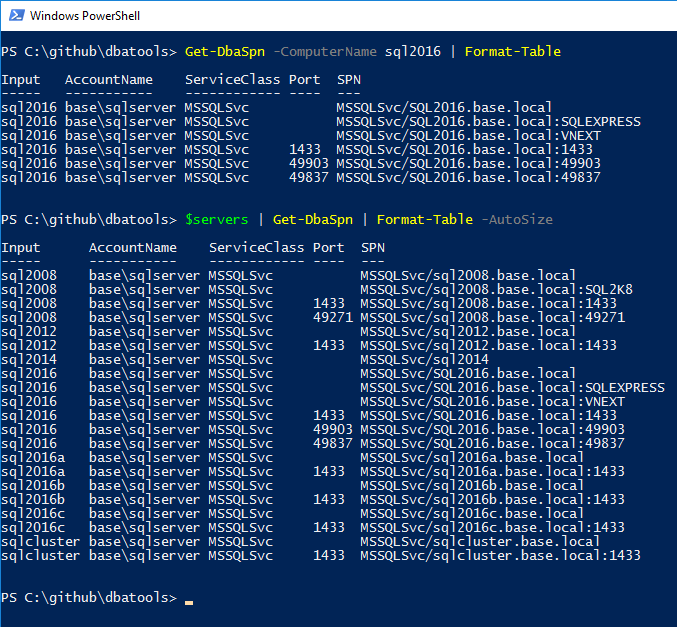 Windows PowerShell
PS C:\github\dbatools> Get-DbaSpn -ComputerName sql2016 | Format-Table
Input   AccountName    ServiceClass Port  SPN
-----   -----------    ------------ ----  ---
sql2016 base\sqlserver MSSQLSvc           MSSQLSvc/SQL2016.base.local
sql2016 base\sqlserver MSSQLSvc           MSSQLSvc/SQL2016.base.local:SQLEXPRESS
sql2016 base\sqlserver MSSQLSvc           MSSQLSvc/SQL2016.base.local:VNEXT
sql2016 base\sqlserver MSSQLSvc     1433  MSSQLSvc/SQL2016.base.local:1433
sql2016 base\sqlserver MSSQLSvc     49903 MSSQLSvc/SQL2016.base.local:49903
sql2016 base\sqlserver MSSQLSvc     49837 MSSQLSvc/SQL2016.base.local:49837
PS C:\github\dbatools> $servers | Get-DbaSpn | Format-Table -AutoSize
Input      AccountName    ServiceClass Port  SPN
-----      -----------    ------------ ----  ---
sql2008    base\sqlserver MSSQLSvc           MSSQLSvc/sql2008.base.local
sql2008    base\sqlserver MSSQLSvc           MSSQLSvc/sql2008.base.local:SQL2K8
sql2008    base\sqlserver MSSQLSvc     1433  MSSQLSvc/sql2008.base.local:1433
sql2008    base\sqlserver MSSQLSvc     49271 MSSQLSvc/sql2008.base.local:49271
sql2012    base\sqlserver MSSQLSvc           MSSQLSvc/sql2012.base.local
sql2012    base\sqlserver MSSQLSvc     1433  MSSQLSvc/sql2012.base.local:1433
sql2014    base\sqlserver MSSQLSvc           MSSQLSvc/sql2014
sql2016    base\sqlserver MSSQLSvc           MSSQLSvc/SQL2016.base.local
sql2016    base\sqlserver MSSQLSvc           MSSQLSvc/SQL2016.base.local:SQLEXPRESS
sql2016    base\sqlserver MSSQLSvc           MSSQLSvc/SQL2016.base.local:VNEXT
sql2016    base\sqlserver MSSQLSvc     1433  MSSQLSvc/SQL2016.base.local:1433
sql2016    base\sqlserver MSSQLSvc     49903 MSSQLSvc/SQL2016.base.local:49903
sql2016    base\sqlserver MSSQLSvc     49837 MSSQLSvc/SQL2016.base.local:49837
sql2016a   base\sqlserver MSSQLSvc           MSSQLSvc/sql2016a.base.local
sql2016a   base\sqlserver MSSQLSvc     1433  MSSQLSvc/sql2016a.base.local:1433
sql2016b   base\sqlserver MSSQLSvc           MSSQLSvc/sql2016b.base.local
sql2016b   base\sqlserver MSSQLSvc     1433  MSSQLSvc/sql2016b.base.local:1433
sql2016c   base\sqlserver MSSQLSvc           MSSQLSvc/sql2016c.base.local
sql2016c   base\sqlserver MSSQLSvc     1433  MSSQLSvc/sql2016c.base.local:1433
sqlcluster base\sqlserver MSSQLSvc           MSSQLSvc/sqlcluster.base.local
sqlcluster base\sqlserver MSSQLSvc     1433  MSSQLSvc/sqlcluster.base.local:1433
PS C:\github\dbatools>